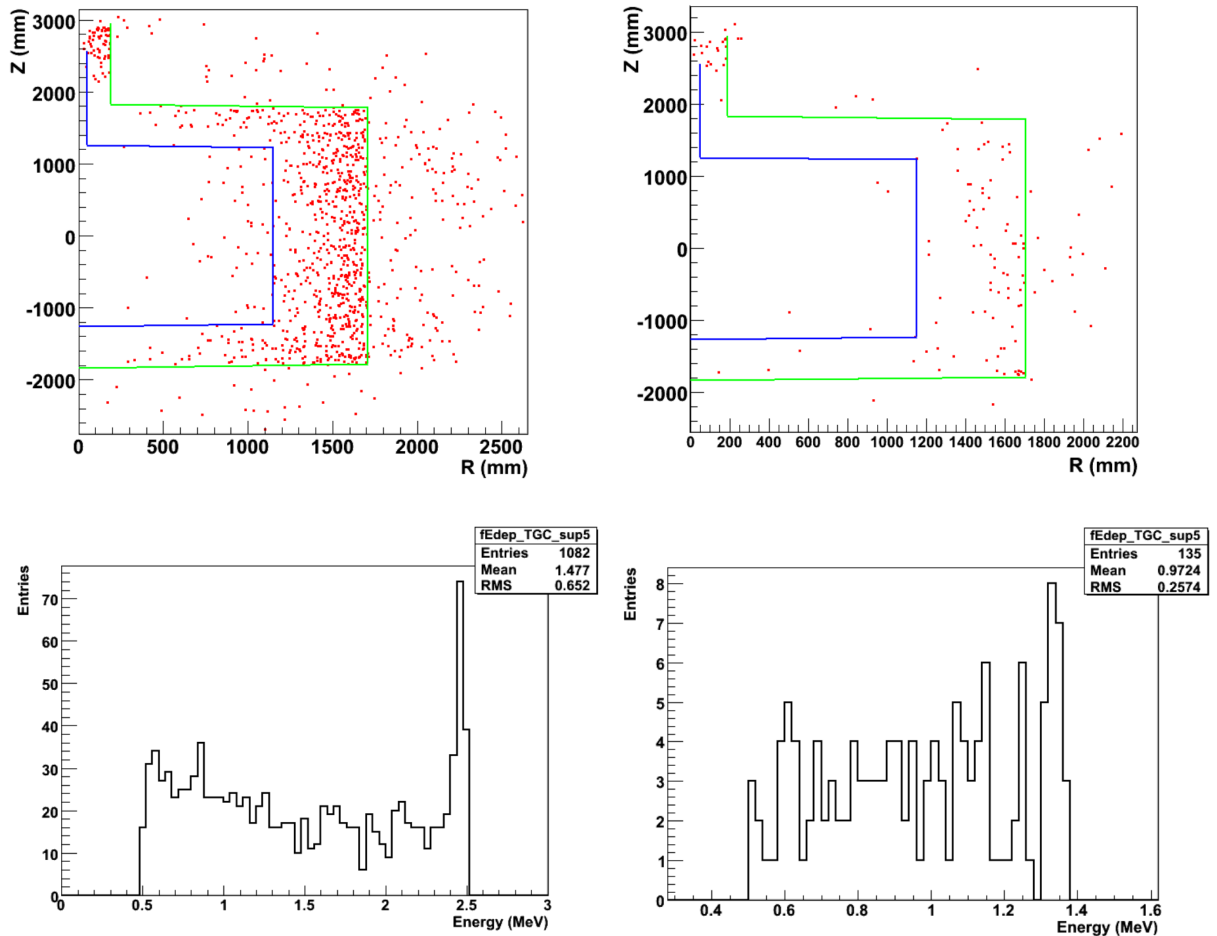 Z (mm)
3000
2000
1000
0
-1000
-2000
0 500 1000 1500 2000 2500
R (mm)
Z (mm)
3000
2000
1000
0
-1000
-2000
0 200 400 600 800 1000 1200 1400 1600 1800 2000 2200
R (mm)
fEdep_TGC_sup5
Entries 1082
Mean 1.477
RMS 0.652
Entries
70
60
50
40
30
20
10
0
0 0.5 1 1.5 2 2.5 3
Energy (MeV)
fEdep_TGC_sup5
Entries 135
Mean 0.9724
RMS 0.2574
Entries
8
7
6
5
4
3
2
1
0
0.4 0.6 0.8 1 1.2 1.4 1.6
Energy (MeV)